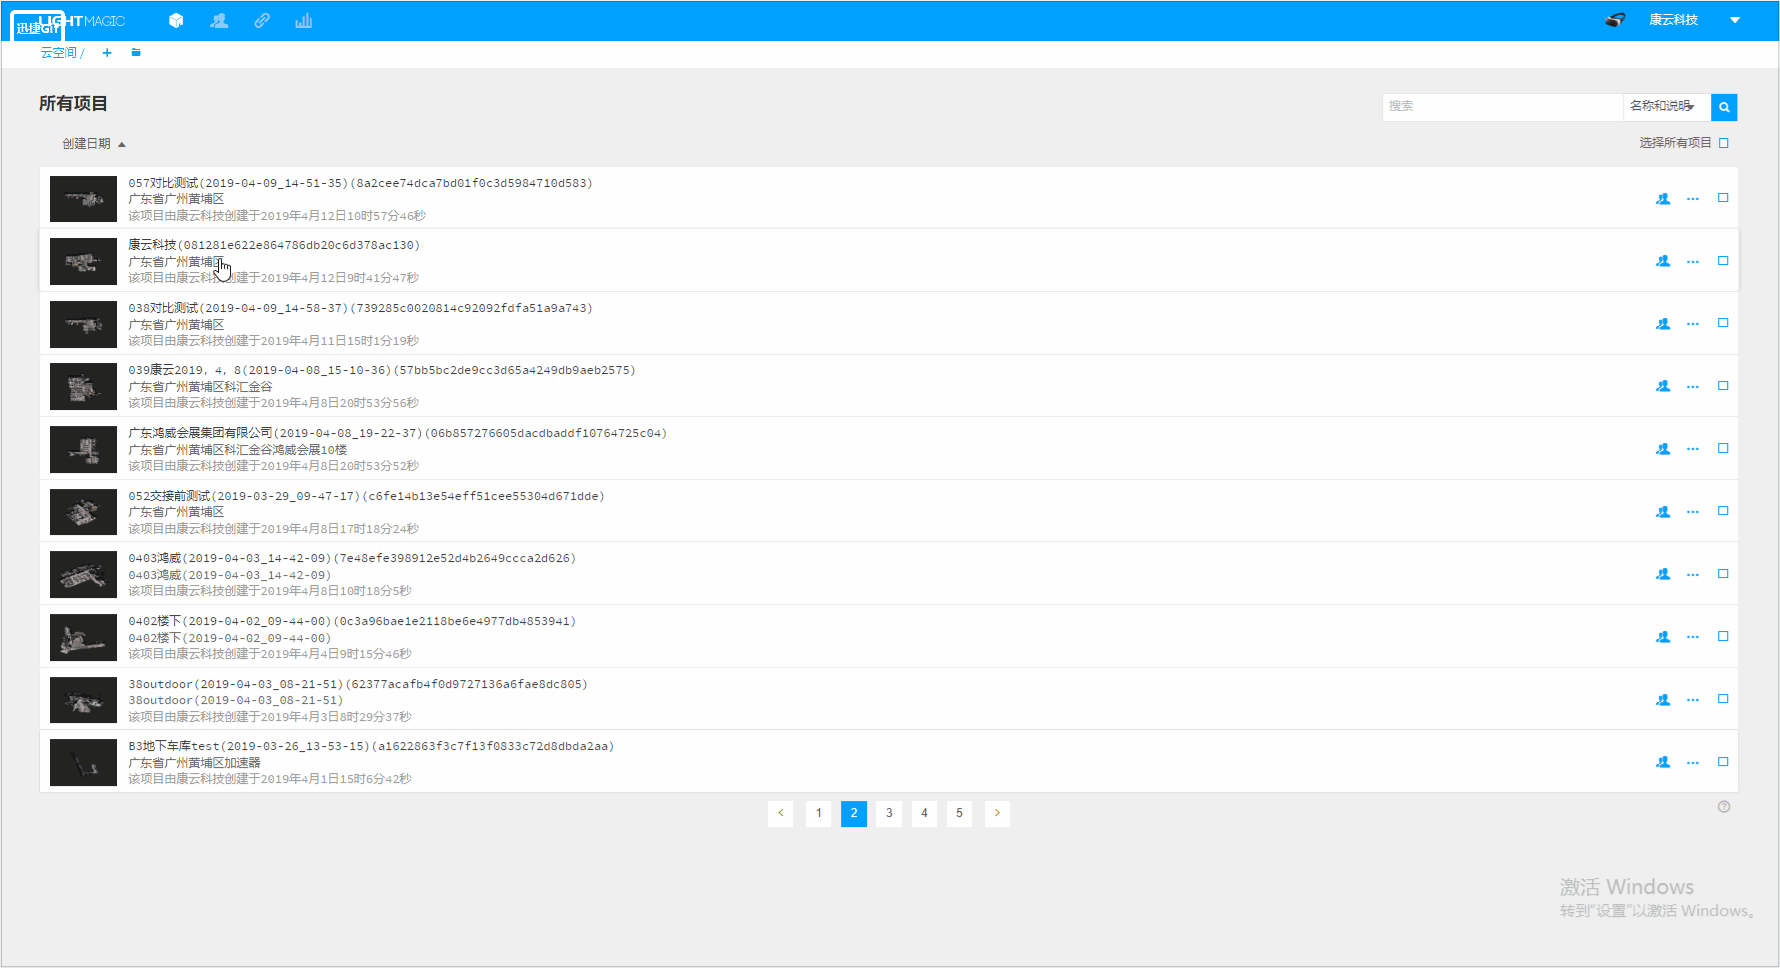 LIGHTMAGIC
迅捷GIF
康云科技
云空间 /
所有项目
搜索
名称和说明
创建日期
选择所有项目
057对比测试(2019-04-09_14-51-35)(8a2cee74dca7bd01f0c3d5984710d583)
广东省广州黄埔区
该项目由康云科技创建于2019年4月12日10时57分46秒
康云科技(081281e622e864786db20c6d378ac130)
广东省广州黄埔区
该项目由康云科技创建于2019年4月12日9时41分47秒
038对比测试(2019-04-09_14-58-37)(739285c0020814c92092fdfa51a9a743)
广东省广州黄埔区
该项目由康云科技创建于2019年4月11日15时1分19秒
039康云2019, 4, 8(2019-04-08_15-10-36)(57bb5bc2de9cc3d65a4249db9aeb2575)
广东省广州黄埔区科汇金谷
该项目由康云科技创建于2019年4月8日20时53分56秒
广东鸿威会展集团有限公司(2019-04-08_19-22-37)(06b857276605dacdbaddf10764725c04)
广东省广州黄埔区科汇金谷鸿威会展10楼
该项目由康云科技创建于2019年4月8日20时53分52秒
052交接前测试(2019-03-29_09-47-17)(c6fe14b13e54eff51cee55304d671dde)
广东省广州黄埔区
该项目由康云科技创建于2019年4月8日17时18分24秒
0403鸿威(2019-04-03_14-42-09)(7e48efe398912e52d4b2649ccca2d626)
0403鸿威(2019-04-03_14-42-09)
该项目由康云科技创建于2019年4月8日10时18分5秒
0402楼下(2019-04-02_09-44-00)(0c3a96bae1e2118be6e4977db4853941)
0402楼下(2019-04-02_09-44-00)
该项目由康云科技创建于2019年4月4日9时15分46秒
38outdoor(2019-04-03_08-21-51)(62377acafb4f0d9727136a6fae8dc805)
38outdoor(2019-04-03_08-21-51)
该项目由康云科技创建于2019年4月3日8时29分37秒
B3地下车库test(2019-03-26_13-53-15)(a1622863f3c7f13f0833c72d8dbda2aa)
广东省广州黄埔区加速器
该项目由康云科技创建于2019年4月1日15时6分42秒
< 1 2 3 4 5 >
激活 Windows
转到“设置”以激活 Windows。